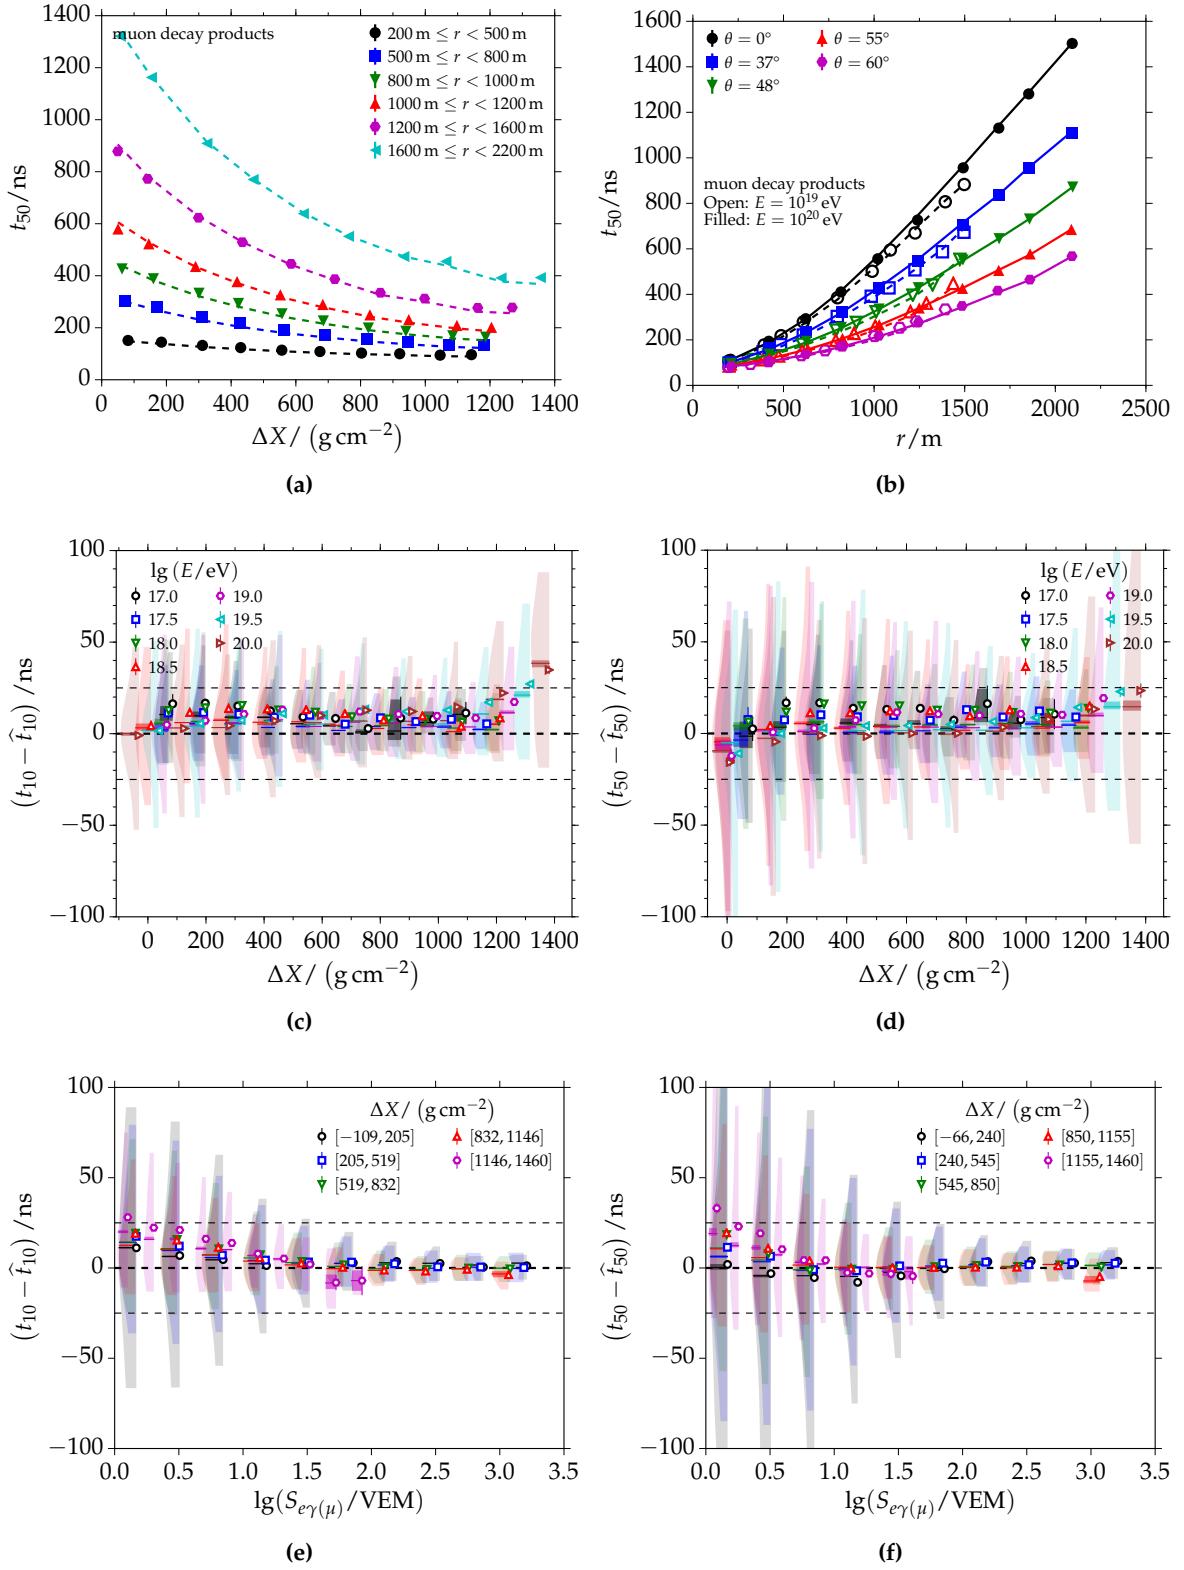 muon decay products
200 m ≤ r < 500 m
500 m ≤ r < 800 m
800 m ≤ r < 1000 m
1000 m ≤ r < 1200 m
1200 m ≤ r < 1600 m
1600 m ≤ r < 2200 m
t₅₀/ns
0
200
400
600
800
1000
1200
1400
0 200 400 600 800 1000 1200 1400
ΔX/ (g cm⁻²)
(a)
θ = 0°
θ = 37°
θ = 48°
θ = 55°
θ = 60°
muon decay products
Open: E = 10¹⁹ eV
Filled: E = 10²⁰ eV
t₅₀/ns
0
200
400
600
800
1000
1200
1400
1600
0 500 1000 1500 2000 2500
r/m
(b)
lg (E/eV)
17.0
17.5
18.0
18.5
19.0
19.5
20.0
(t₁₀ − t̂₁₀) /ns
100
50
0
−50
−100
0 200 400 600 800 1000 1200 1400
ΔX/ (g cm⁻²)
(c)
lg (E/eV)
17.0
17.5
18.0
18.5
19.0
19.5
20.0
(t₅₀ − t̂₅₀) /ns
100
50
0
−50
−100
0 200 400 600 800 1000 1200 1400
ΔX/ (g cm⁻²)
(d)
ΔX/ (g cm⁻²)
[−109, 205]
[205, 519]
[519, 832]
[832, 1146]
[1146, 1460]
(t₁₀ − t̂₁₀) /ns
100
50
0
−50
−100
0.0 0.5 1.0 1.5 2.0 2.5 3.0 3.5
lg(S_eγ(μ)/VEM)
(e)
ΔX/ (g cm⁻²)
[−66, 240]
[240, 545]
[545, 850]
[850, 1155]
[1155, 1460]
(t₅₀ − t̂₅₀) /ns
100
50
0
−50
−100
0.0 0.5 1.0 1.5 2.0 2.5 3.0 3.5
lg(S_eγ(μ)/VEM)
(f)